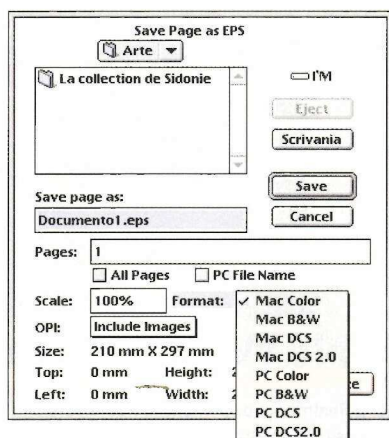 Save Page as EPS
Arte
La collection de Sidonie
I'M
Eject
Scrivania
Save
Cancel
Save page as:
Documento1.eps
Pages: 1
All Pages PC File Name
Scale: 100% Format:
OPI: Include Images
Size: 210 mm X 297 mm
Top: 0 mm Height: 2
Left: 0 mm Width: 2
✓ Mac Color
Mac B&W
Mac DCS
Mac DCS 2.0
PC Color
PC B&W
PC DCS
PC DCS2.0